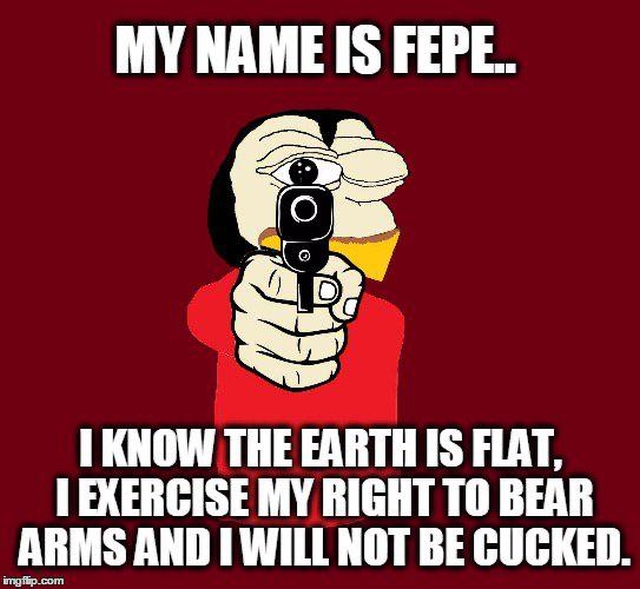 MY NAME IS FEPE..
I KNOW THE EARTH IS FLAT,
I EXERCISE MY RIGHT TO BEAR
ARMS AND I WILL NOT BE CUCKED.
imgflip.com